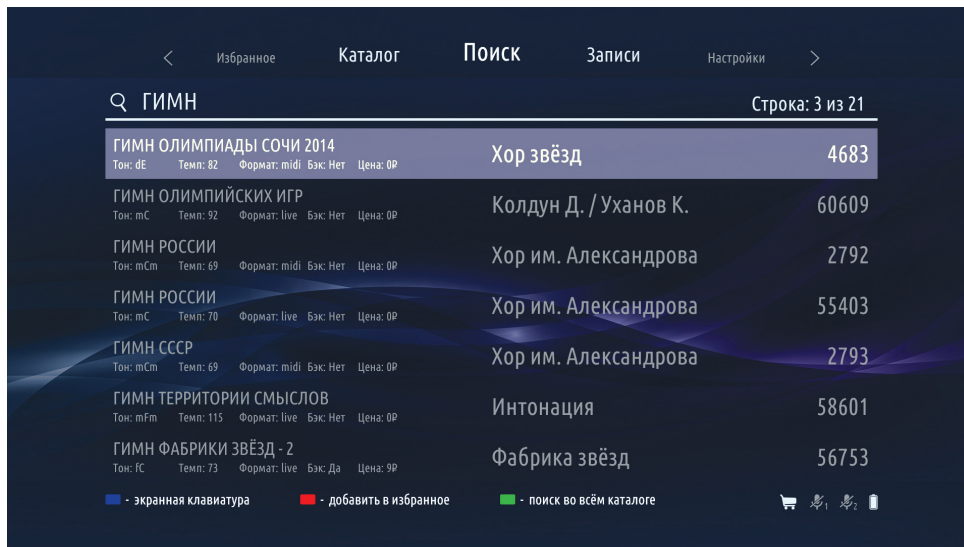 Избранное Каталог Поиск Записи Настройки
ГИМН Строка: 3 из 21
ГИМН ОЛИМПИАДЫ СОЧИ 2014 Хор звёзд 4683
Тон: dE Темп: 82 Формат: midi Бэк: Нет Цена: 0₽
ГИМН ОЛИМПИЙСКИХ ИГР Колдун Д. / Уханов К. 60609
Тон: mC Темп: 92 Формат: live Бэк: Нет Цена: 0₽
ГИМН РОССИИ Хор им. Александрова 2792
Тон: mCm Темп: 69 Формат: midi Бэк: Нет Цена: 0₽
ГИМН РОССИИ Хор им. Александрова 55403
Тон: mC Темп: 70 Формат: live Бэк: Нет Цена: 0₽
ГИМН СССР Хор им. Александрова 2793
Тон: mCm Темп: 69 Формат: midi Бэк: Нет Цена: 0₽
ГИМН ТЕРРИТОРИИ СМЫСЛОВ Интонация 58601
Тон: mFm Темп: 115 Формат: live Бэк: Нет Цена: 0₽
ГИМН ФАБРИКИ ЗВЁЗД - 2 Фабрика звёзд 56753
Тон: fC Темп: 73 Формат: live Бэк: Да Цена: 9₽
- экранная клавиатура - добавить в избранное - поиск во всём каталоге 1 2